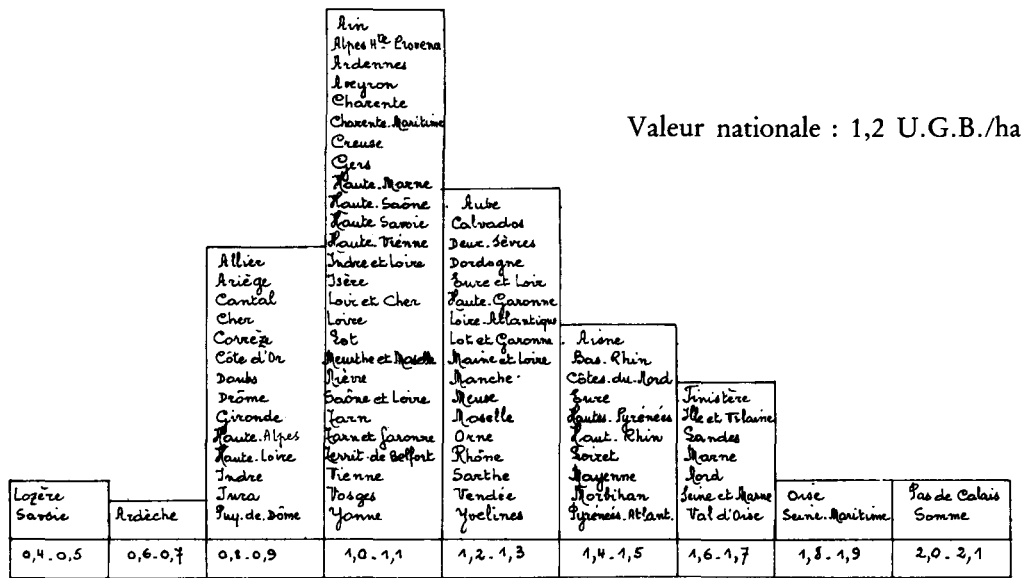 Valeur nationale : 1,2 U.G.B./ha
Lozère
Savoie
0,4-0,5
Ardèche
0,6-0,7
Allier
Ariège
Cantal
Cher
Corrèze
Côte d'Or
Doubs
Drôme
Gironde
Haute-Alpes
Haute-Loire
Indre
Jura
Puy-de-Dôme
0,8-0,9
Ain
Alpes Hte Provena
Ardennes
Aveyron
Charente
Charente-Maritime
Creuse
Gers
Haute-Marne
Haute-Saône
Haute Savoie
Haute-Vienne
Indre et Loire
Isère
Loir et Cher
Loire
Lot
Meurthe et Moselle
Nièvre
Saône et Loire
Tarn
Tarn et Garonne
Territ. de Belfort
Vienne
Vosges
Yonne
1,0-1,1
Aube
Calvados
Deux-Sèvres
Dordogne
Eure et Loir
Haute-Garonne
Loire-Atlantique
Lot et Garonne
Maine et Loire
Manche
Meuse
Moselle
Orne
Rhône
Sarthe
Vendée
Yvelines
1,2-1,3
Aisne
Bas-Rhin
Côtes-du-Nord
Eure
Hautes-Pyrénées
Haut-Rhin
Loiret
Mayenne
Morbihan
Pyrénées-Atlant.
1,4-1,5
Finistère
Ille et Vilaine
Landes
Marne
Nord
Seine et Marne
Val d'Oise
1,6-1,7
Oise
Seine-Maritime
1,8-1,9
Pas de Calais
Somme
2,0-2,1